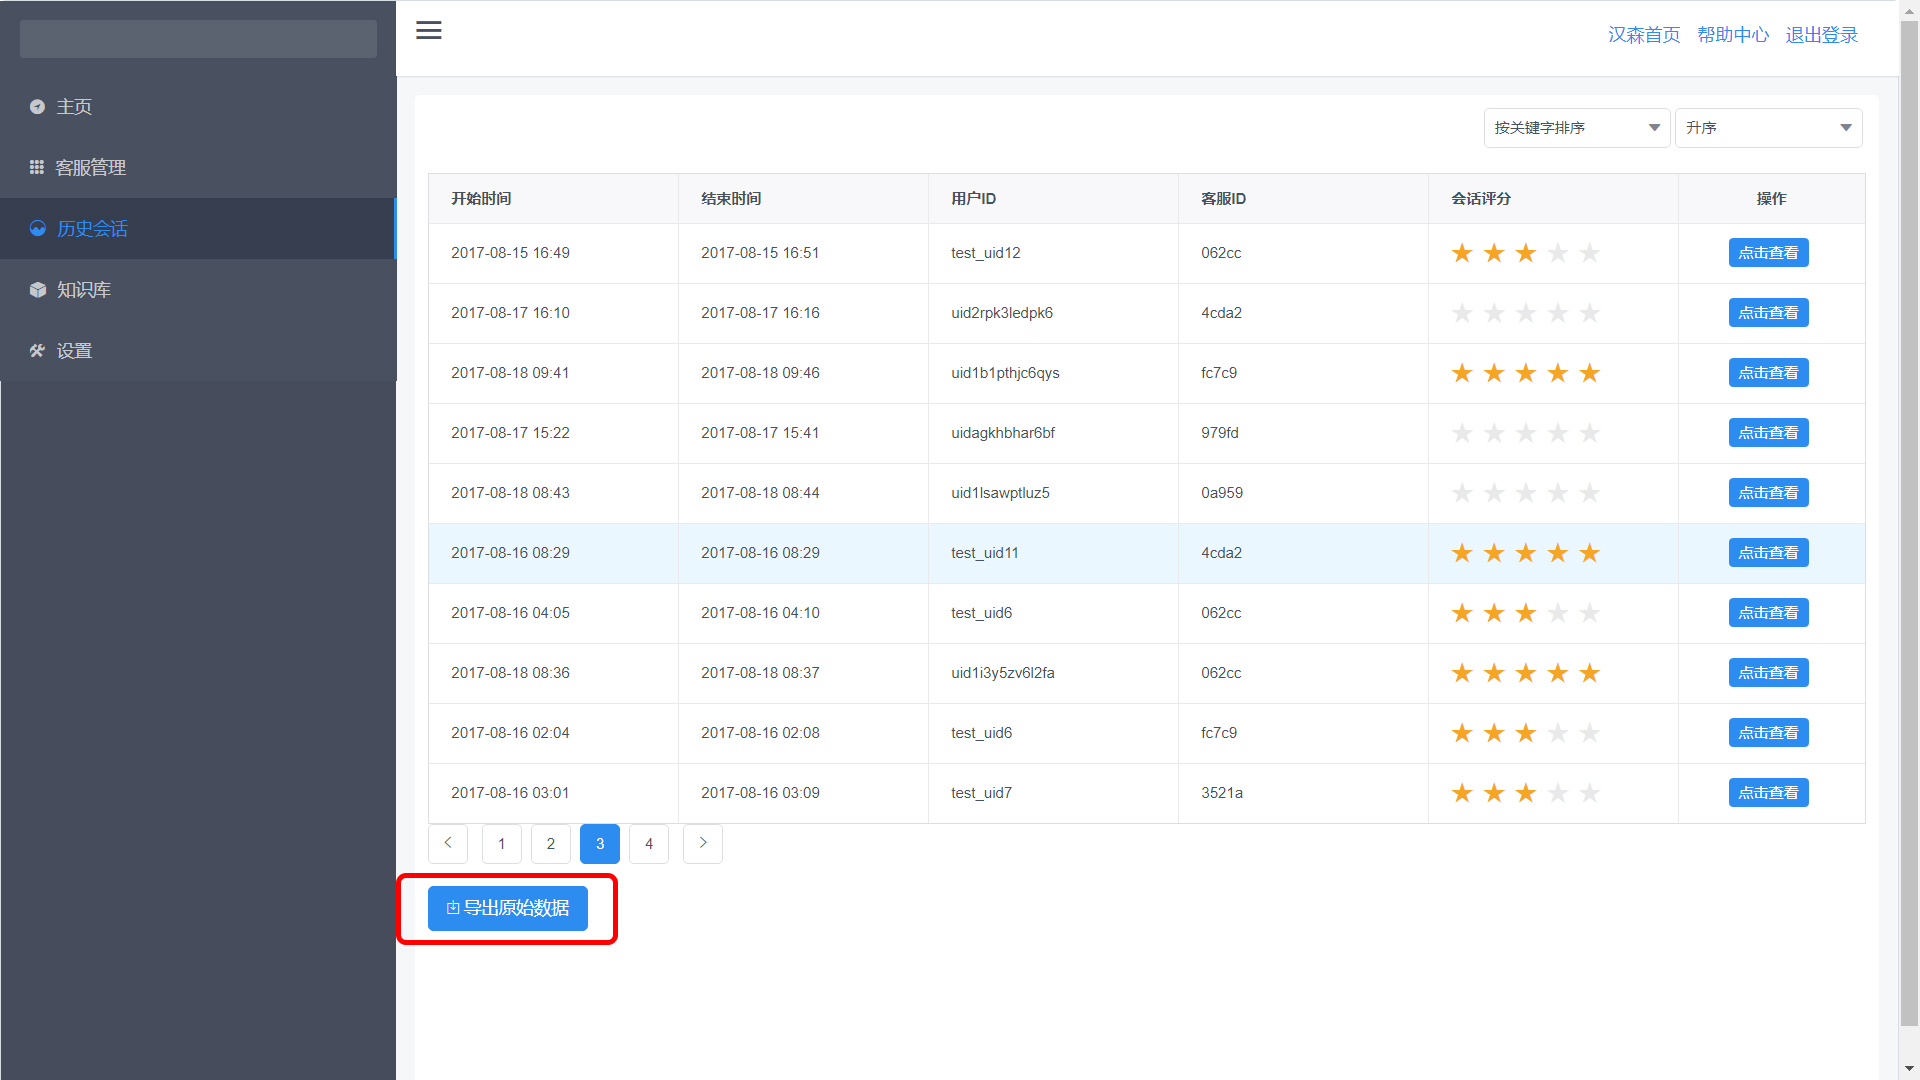 汉森首页 帮助中心 退出登录
主页
客服管理
历史会话
知识库
设置
按关键字排序 升序
开始时间 结束时间 用户ID 客服ID 会话评分 操作
2017-08-15 16:49 2017-08-15 16:51 test_uid12 062cc 点击查看
2017-08-17 16:10 2017-08-17 16:16 uid2rpk3ledpk6 4cda2 点击查看
2017-08-18 09:41 2017-08-18 09:46 uid1b1pthjc6qys fc7c9 点击查看
2017-08-17 15:22 2017-08-17 15:41 uidagkhbhar6bf 979fd 点击查看
2017-08-18 08:43 2017-08-18 08:44 uid1lsawptluz5 0a959 点击查看
2017-08-16 08:29 2017-08-16 08:29 test_uid11 4cda2 点击查看
2017-08-16 04:05 2017-08-16 04:10 test_uid6 062cc 点击查看
2017-08-18 08:36 2017-08-18 08:37 uid1i3y5zv6l2fa 062cc 点击查看
2017-08-16 02:04 2017-08-16 02:08 test_uid6 fc7c9 点击查看
2017-08-16 03:01 2017-08-16 03:09 test_uid7 3521a 点击查看
1 2 3 4
导出原始数据